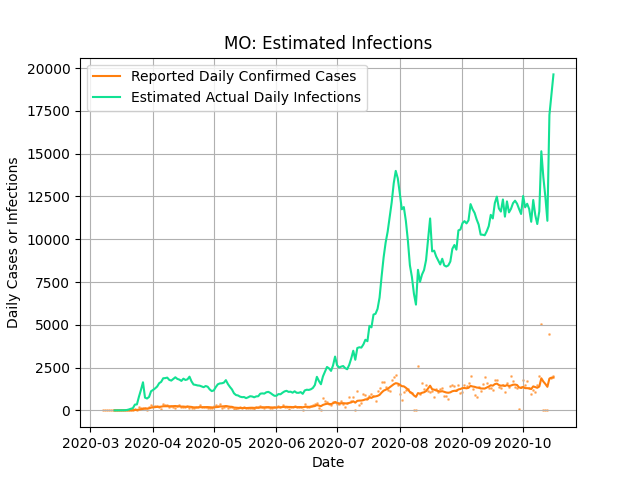 MO: Estimated Infections
Reported Daily Confirmed Cases
Estimated Actual Daily Infections
Daily Cases or Infections
20000
17500
15000
12500
10000
7500
5000
2500
0
2020-03 2020-04 2020-05 2020-06 2020-07 2020-08 2020-09 2020-10
Date